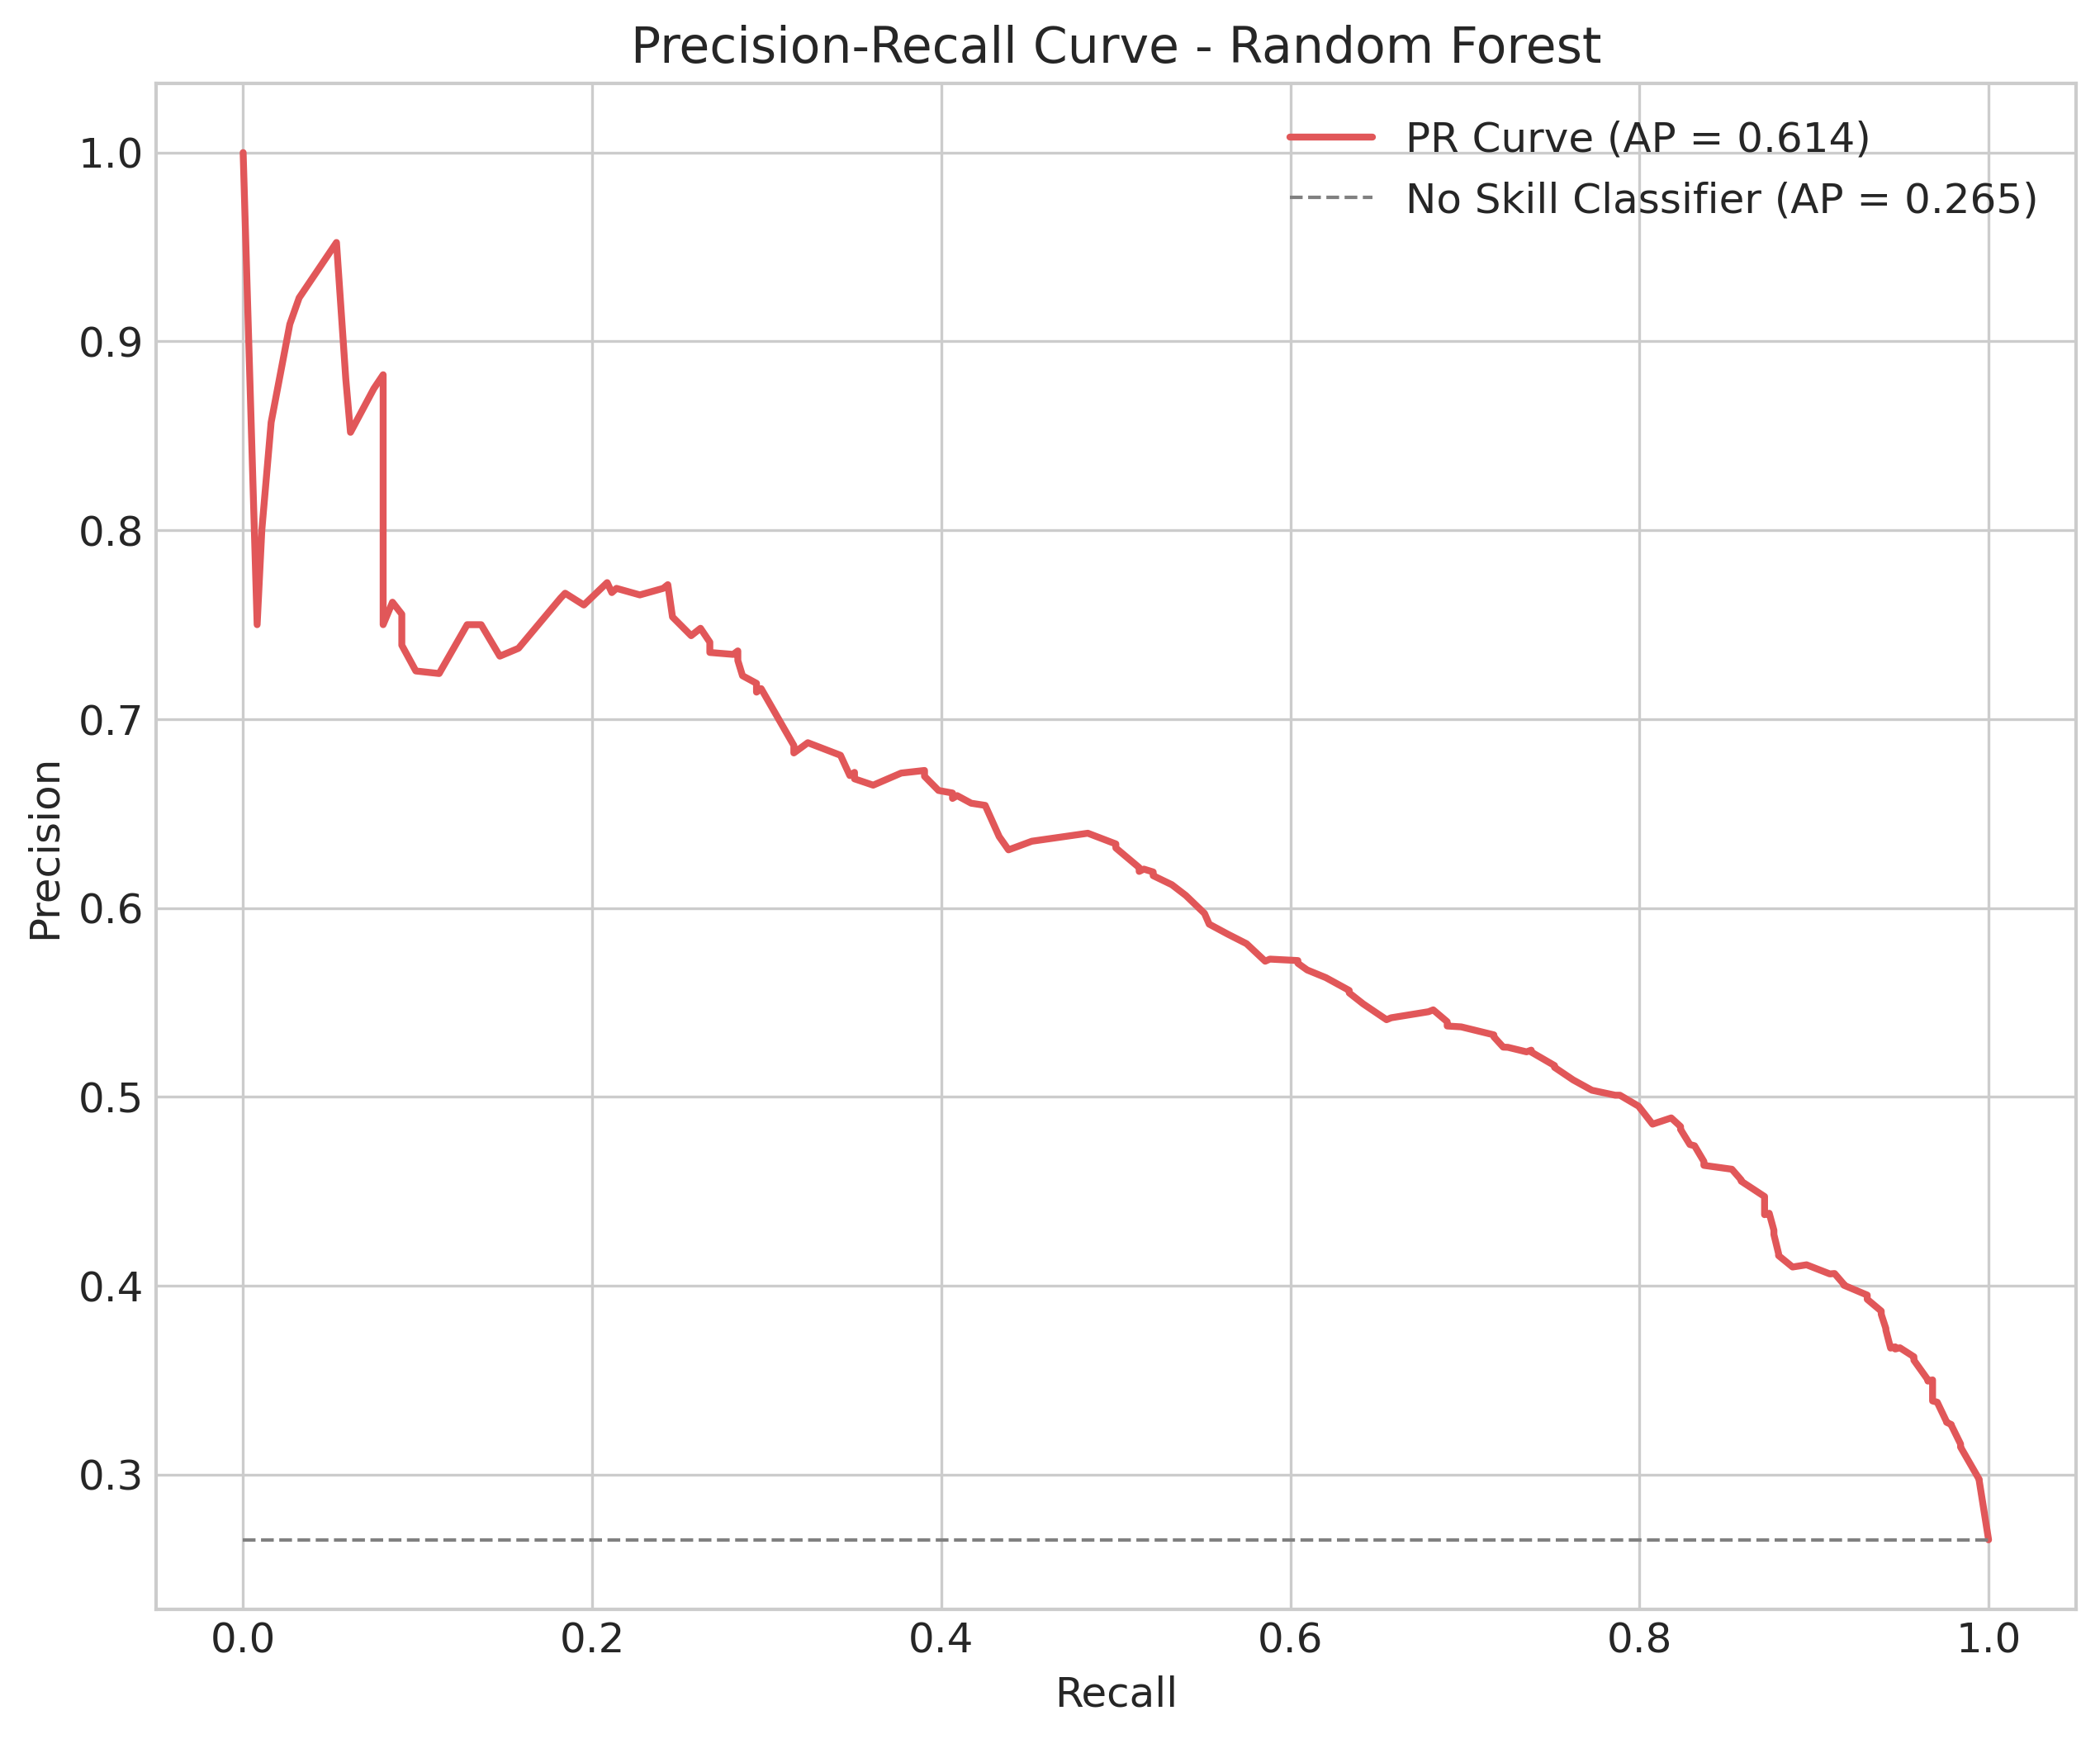 Precision-Recall Curve - Random Forest
PR Curve (AP = 0.614)
No Skill Classifier (AP = 0.265)
Precision
1.0
0.9
0.8
0.7
0.6
0.5
0.4
0.3
0.0 0.2 0.4 0.6 0.8 1.0
Recall